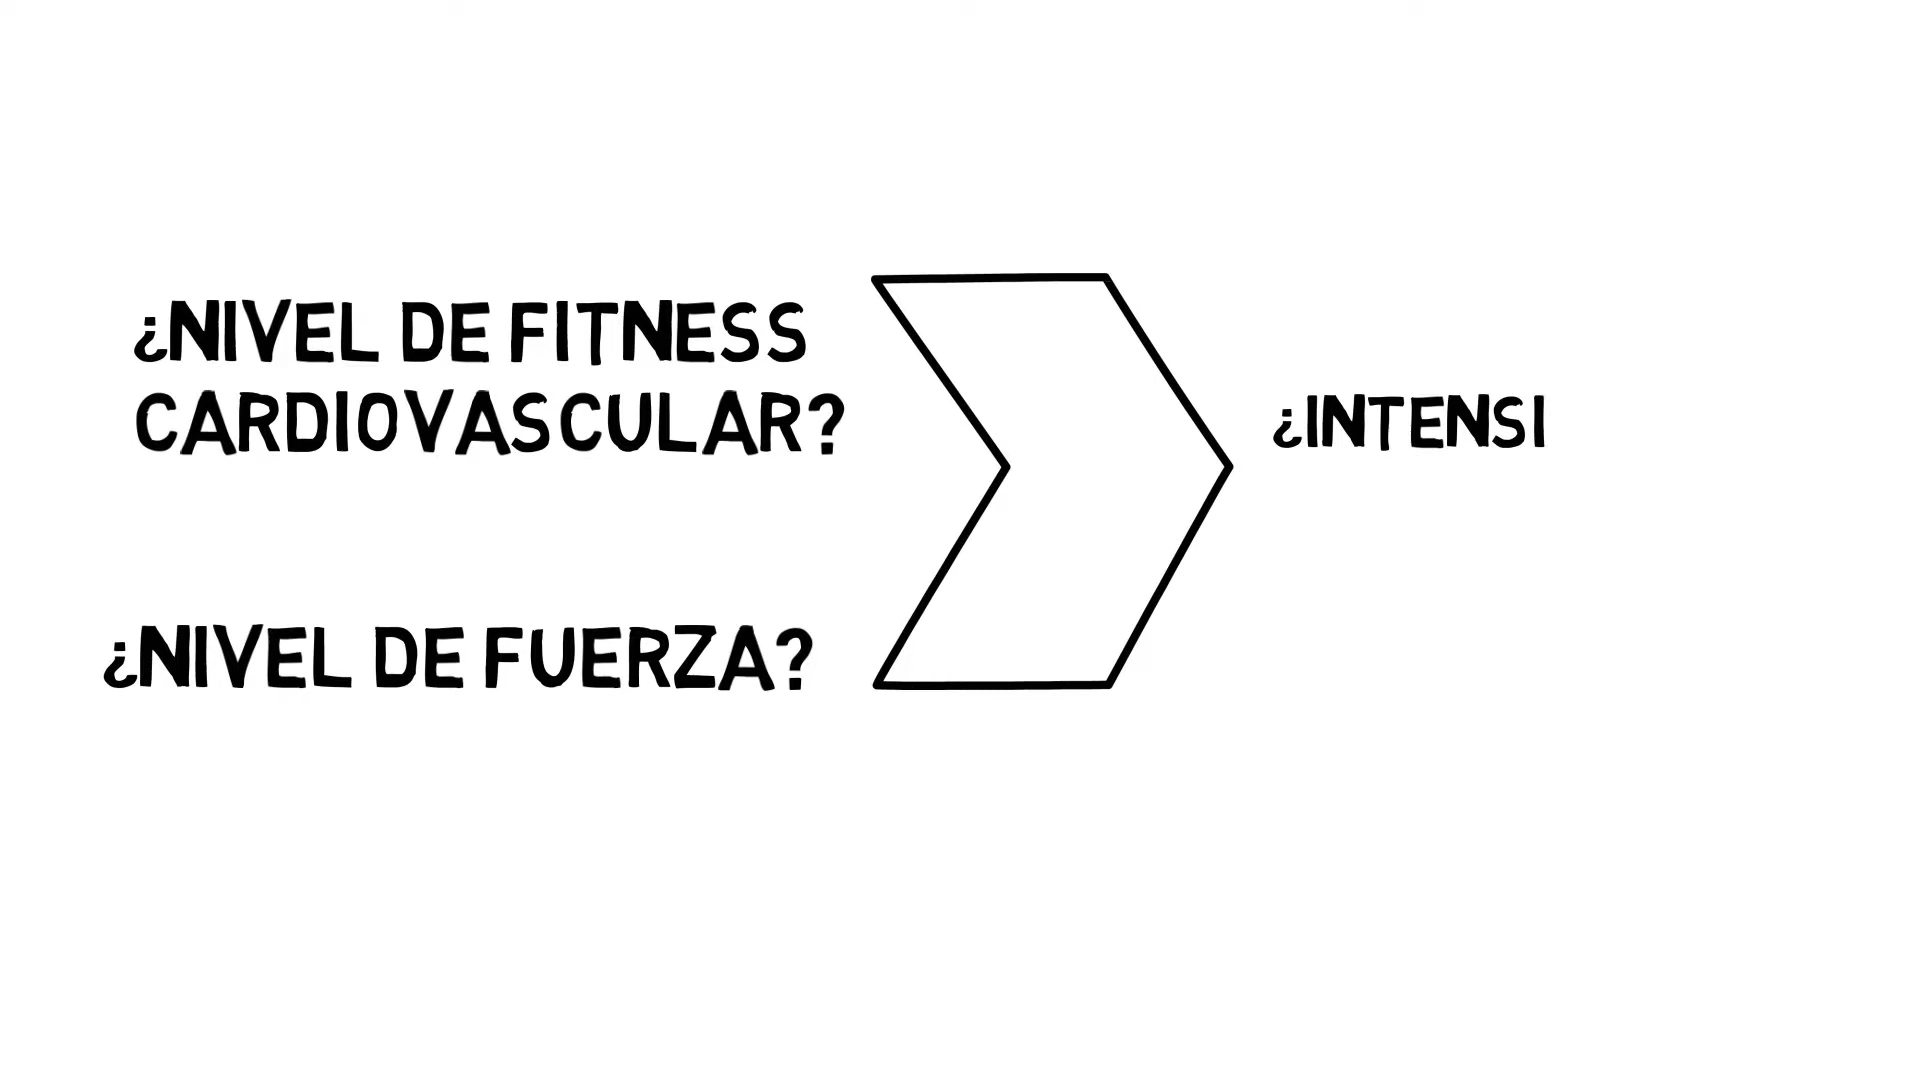 ¿NIVEL DE FITNESS
CARDIOVASCULAR?
¿INTENSI
¿NIVEL DE FUERZA?